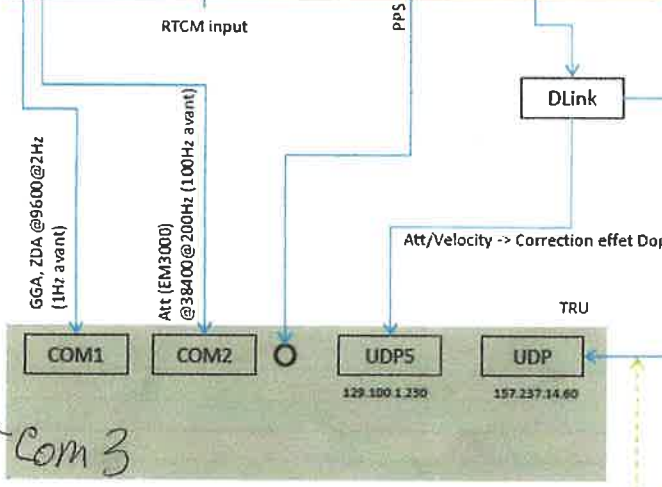 RTCM input
PPS
DLink
GGA, ZDA @9600@2Hz
(1Hz avant)
Att (EM3000)
@38400@200Hz (100Hz avant)
Att/Velocity -> Correction effet Dop
TRU
COM1
COM2
UDP5
UDP
129.100.1.230
157.237.14.60
Com 3